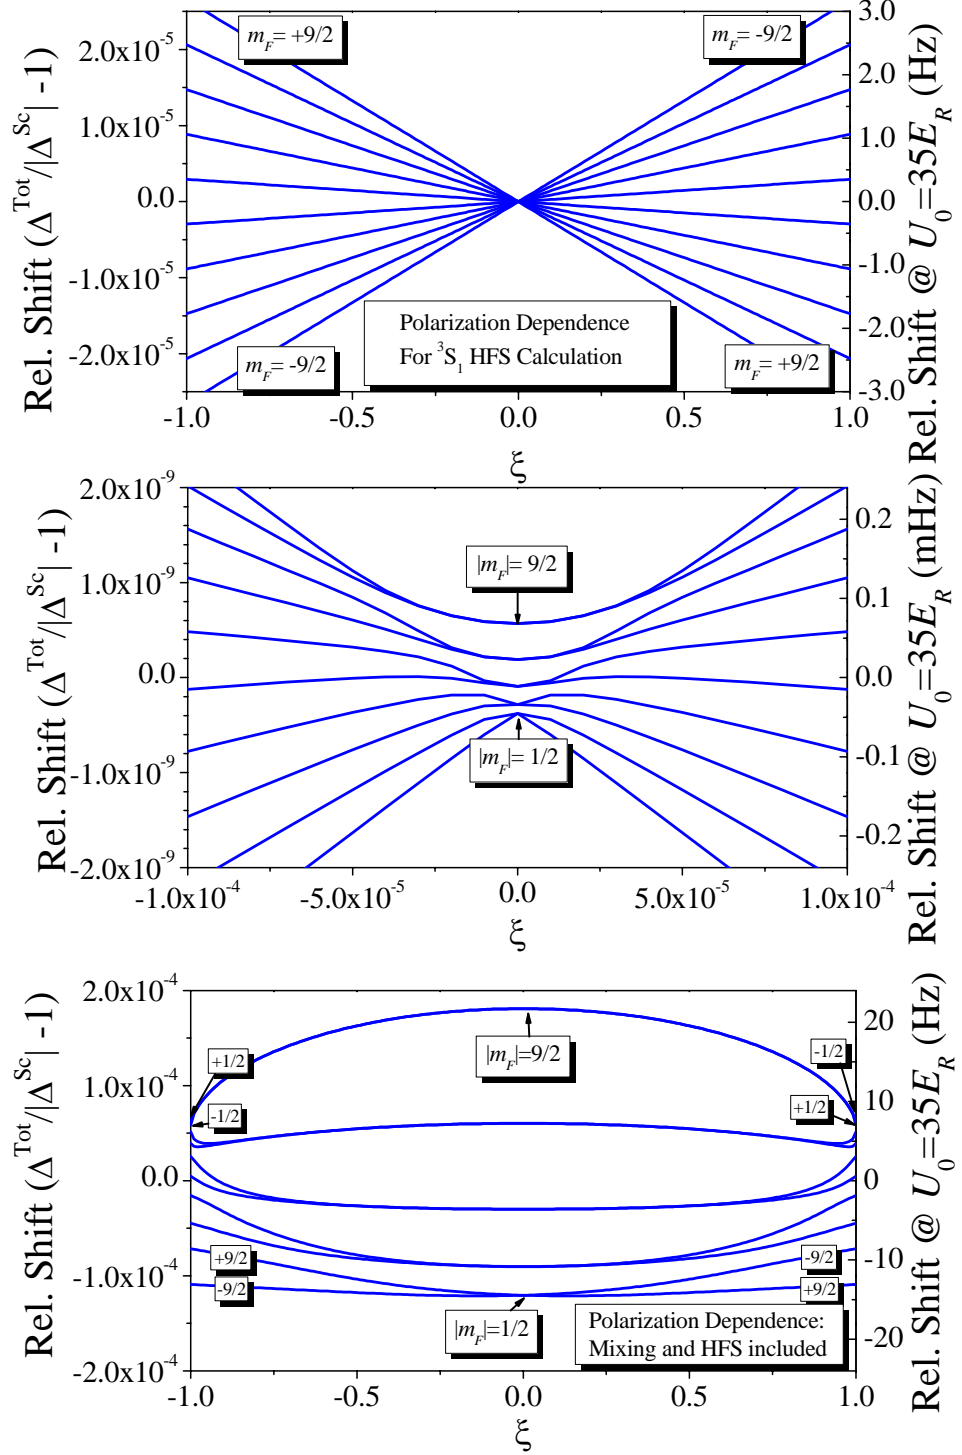 Rel. Shift (Δ^Tot/|Δ^Sc| -1)
2.0x10^-5
1.0x10^-5
0.0
-1.0x10^-5
-2.0x10^-5
m_F= +9/2
m_F= -9/2
m_F= -9/2
m_F= +9/2
Polarization Dependence
For ^3S_1 HFS Calculation
3.0
2.0
1.0
0.0
-1.0
-2.0
-3.0
Rel. Shift @ U_0=35E_R (Hz)
-1.0 -0.5 0.0 0.5 1.0
ξ
Rel. Shift (Δ^Tot/|Δ^Sc| -1)
2.0x10^-9
1.0x10^-9
0.0
-1.0x10^-9
-2.0x10^-9
|m_F|= 9/2
|m_F|= 1/2
0.2
0.1
0.0
-0.1
-0.2
Rel. Shift @ U_0=35E_R (mHz)
-1.0x10^-4 -5.0x10^-5 0.0 5.0x10^-5 1.0x10^-4
ξ
Rel. Shift (Δ^Tot/|Δ^Sc| -1)
2.0x10^-4
1.0x10^-4
0.0
-1.0x10^-4
-2.0x10^-4
|m_F|=9/2
+1/2
-1/2
-1/2
+1/2
+9/2
-9/2
-9/2
+9/2
|m_F|=1/2
Polarization Dependence:
Mixing and HFS included
20
10
0
-10
-20
Rel. Shift @ U_0=35E_R (Hz)
-1.0 -0.5 0.0 0.5 1.0
ξ